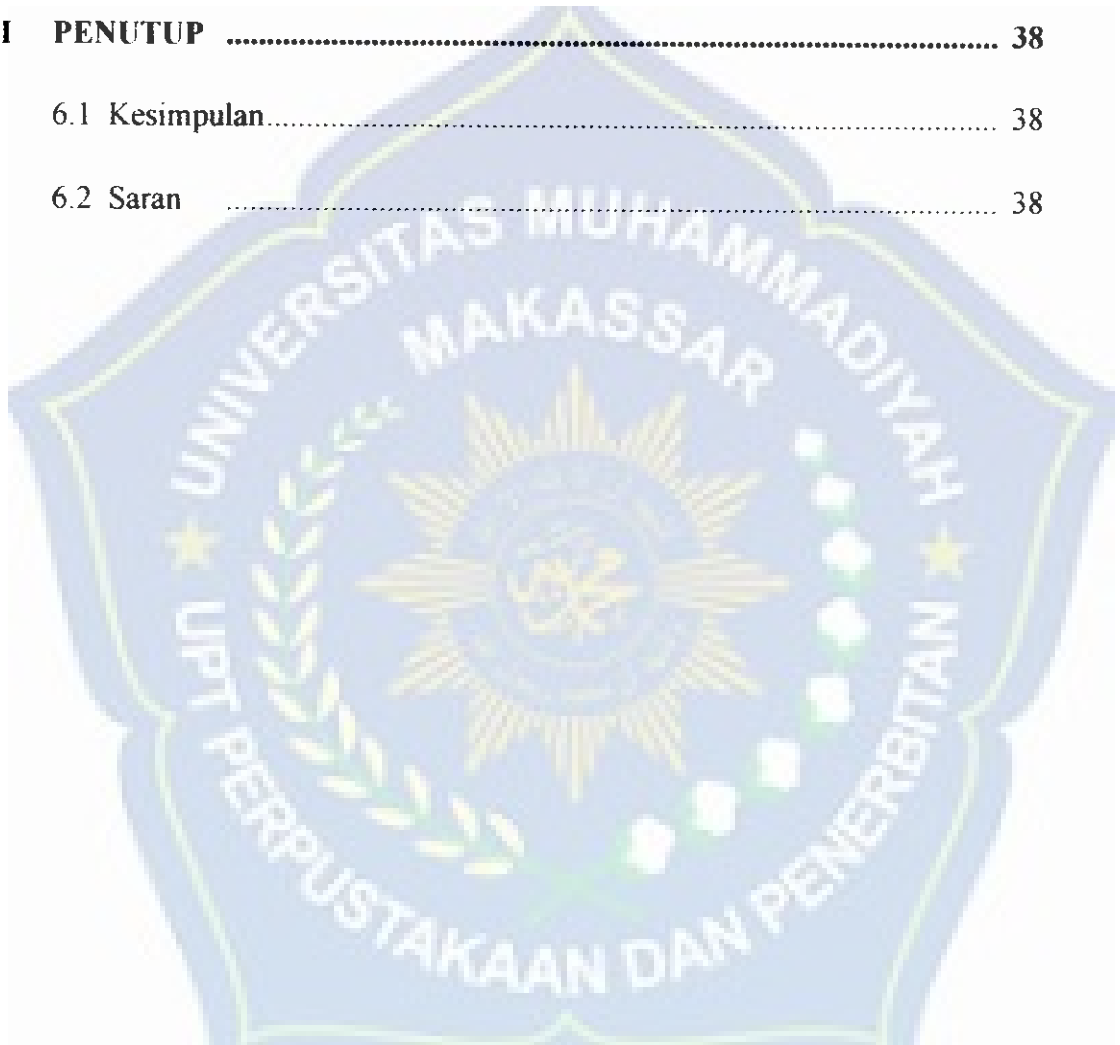 I PENUTUP ........................................................................ 38
6.1 Kesimpulan........................................................................ 38
6.2 Saran ........................................................................ 38
UNIVERSITAS MUHAMMADIYAH
MAKASSAR
UPT PERPUSTAKAAN DAN PENERBITAN